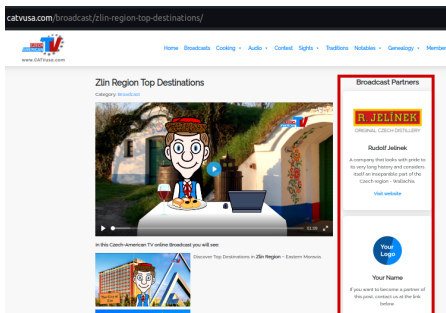 catvusa.com/broadcast/zlin-region-top-destinations/
www.CATVusa.com
Home Broadcasts Cooking Audio Contest Sights Traditions Notables Genealogy Member
Zlin Region Top Destinations
Category: Broadcast
01:05
In this Czech-American TV online Broadcast you will see:
Discover Top Destinations in Zlin Region - Eastern Moravia.
Broadcast Partners
R. JELÍNEK
ORIGINAL CZECH DISTILLERY
Rudolf Jelinek
A company that looks with pride to
its very long history and considers
itself an inseparable part of the
Czech region - Wallachia.
Visit website
Your
Logo
Your Name
If you want to become a partner of
this post, contact us at the link
below.